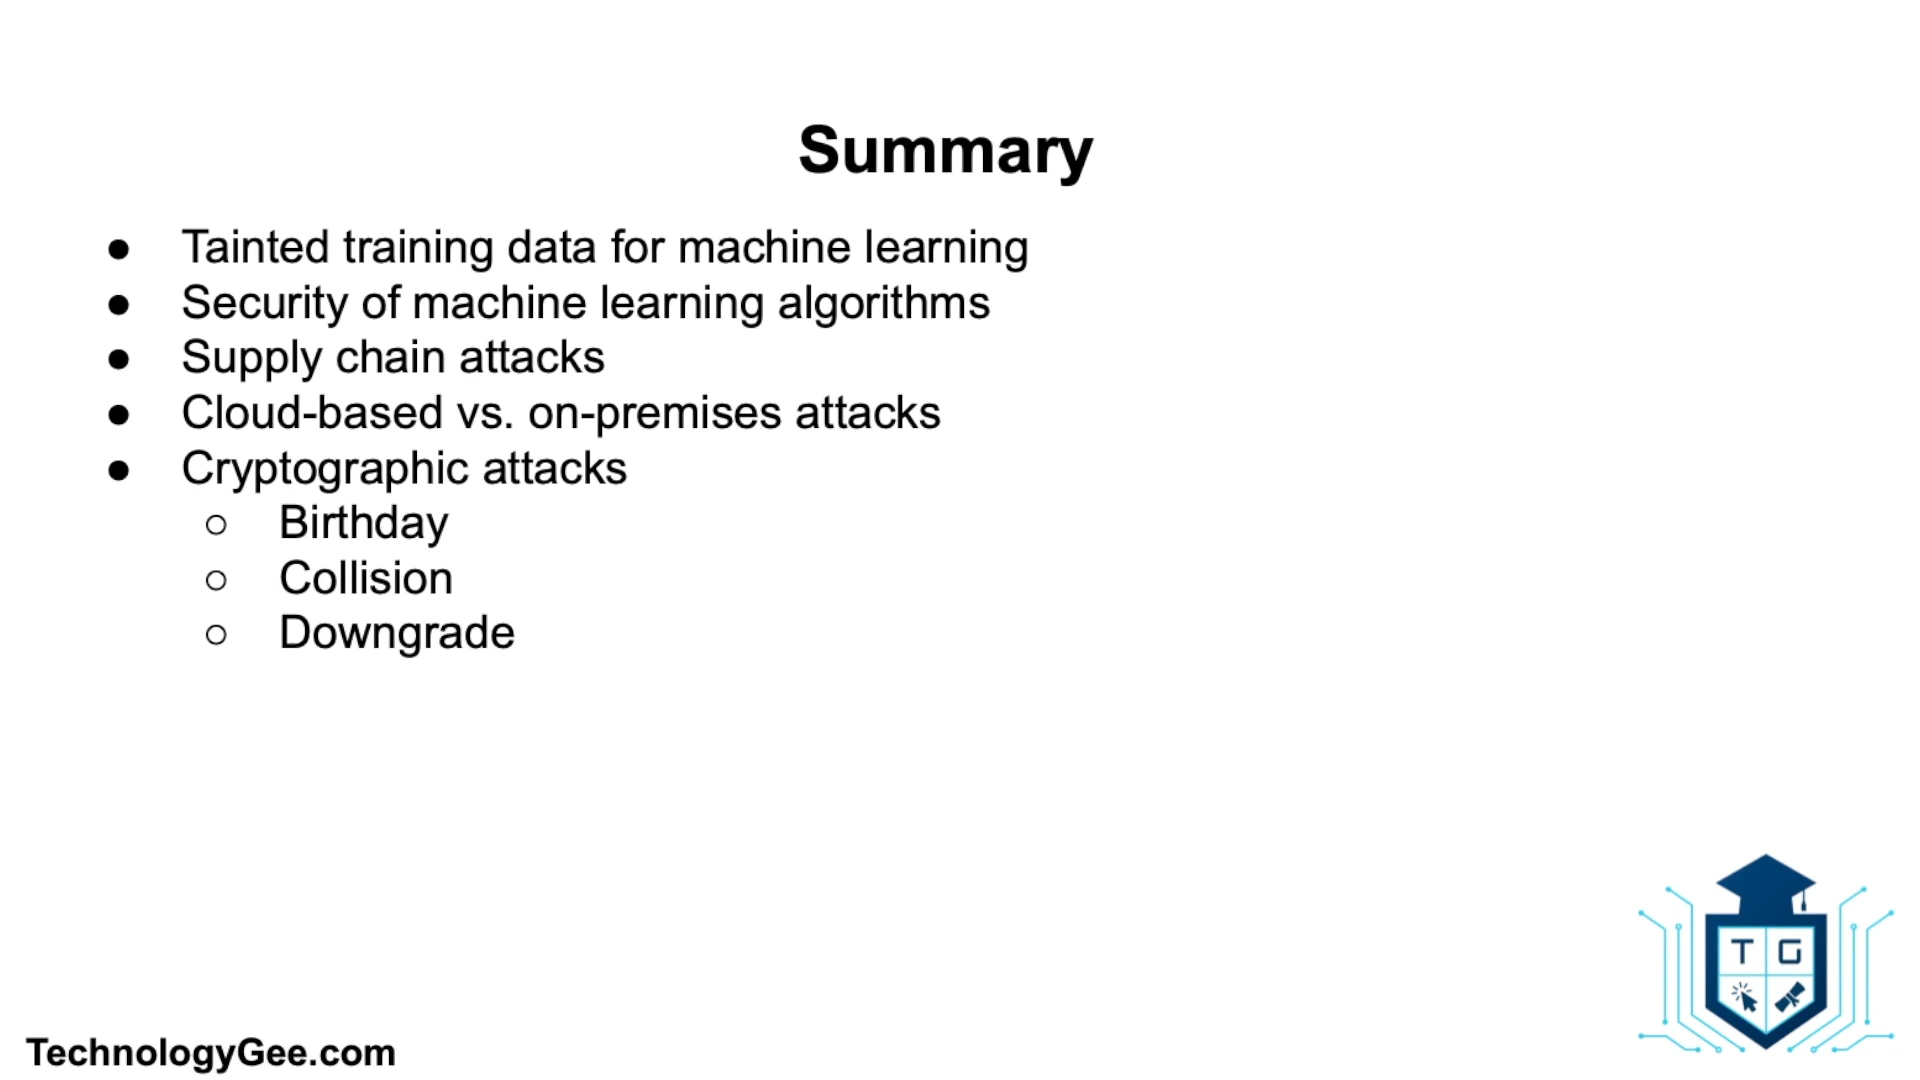 Summary
● Tainted training data for machine learning
● Security of machine learning algorithms
● Supply chain attacks
● Cloud-based vs. on-premises attacks
● Cryptographic attacks
○ Birthday
○ Collision
○ Downgrade
T G
TechnologyGee.com